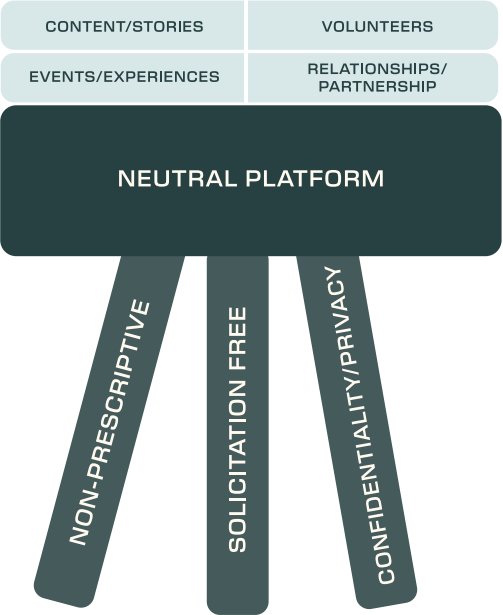 CONTENT/STORIES
VOLUNTEERS
EVENTS/EXPERIENCES
RELATIONSHIPS/
PARTNERSHIP
NEUTRAL PLATFORM
NON-PRESCRIPTIVE
SOLICITATION FREE
CONFIDENTIALITY/PRIVACY